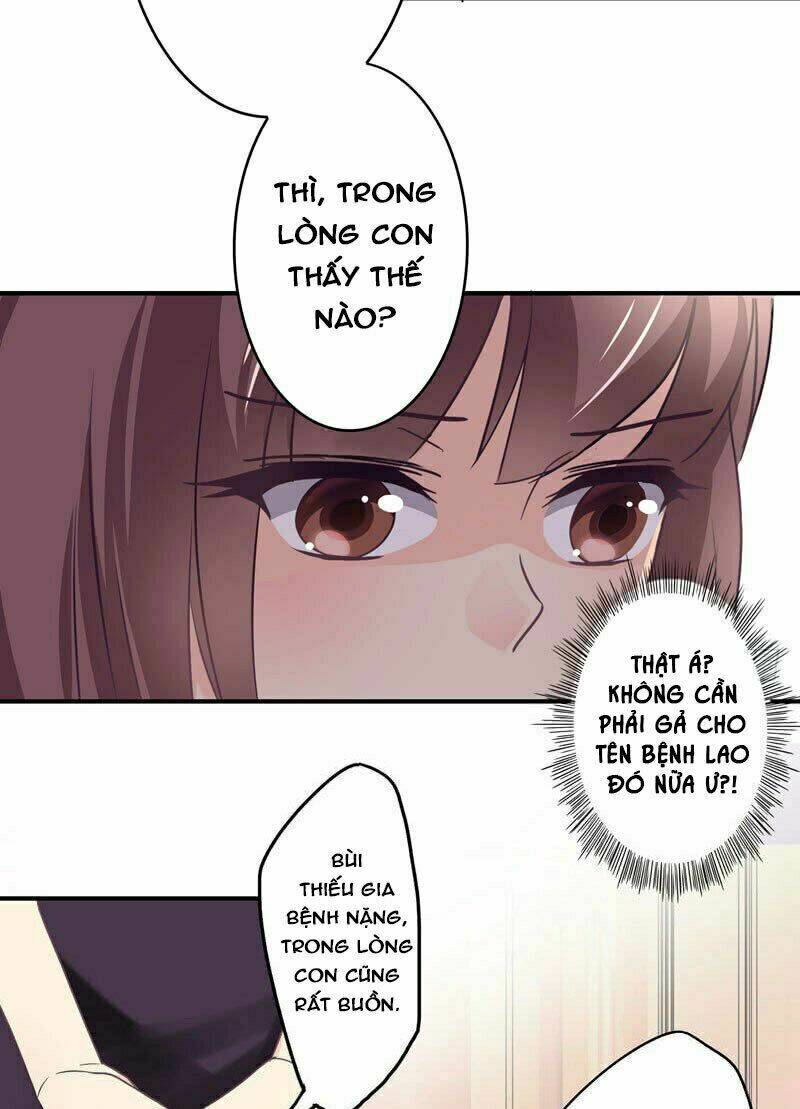 THÌ, TRONG
LÒNG CON
THẤY THẾ
NÀO?
THẬT Á?
KHÔNG CẦN
PHẢI GẢ CHO
TÊN BỆNH LAO
ĐÓ NỮA Ư?!
BÙI
THIẾU GIA
BỆNH NẶNG,
TRONG LÒNG
CON CŨNG
RẤT BUỒN.